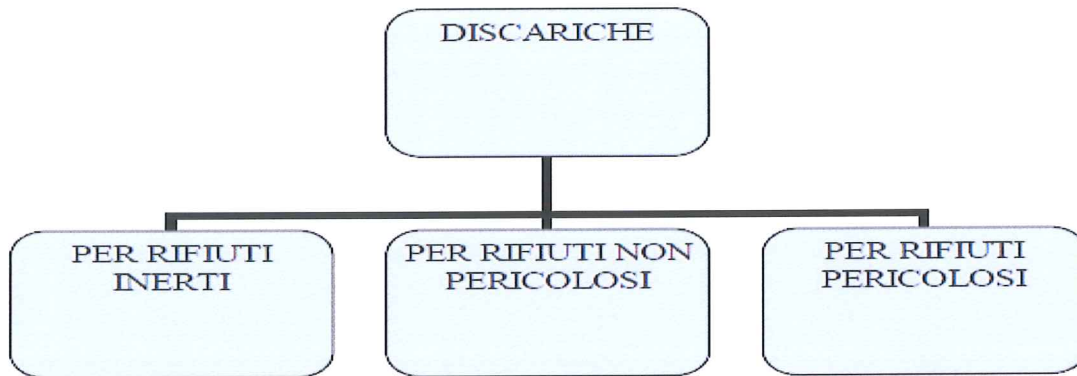 DISCARICHE
PER RIFIUTI
INERTI
PER RIFIUTI NON
PERICOLOSI
PER RIFIUTI
PERICOLOSI